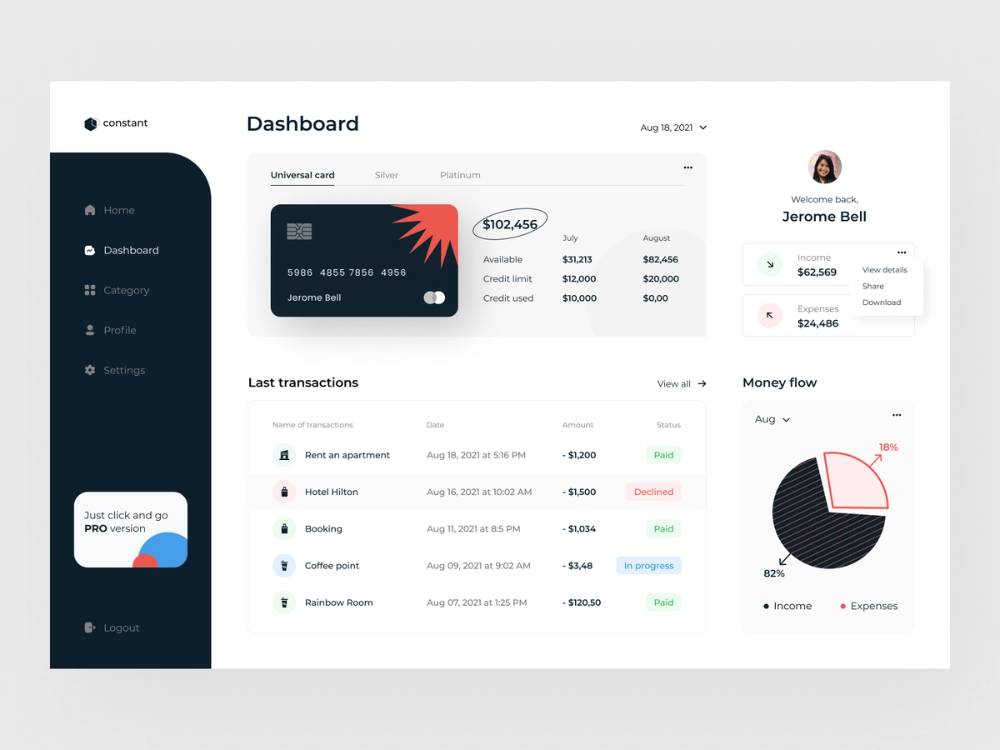 constant
Home
Dashboard
Category
Profile
Settings
Just click and go
PRO version
Logout
Dashboard
Aug 18, 2021
Universal card Silver Platinum
5986 4855 7856 4956
Jerome Bell
$102,456
July August
Available $31,213 $82,456
Credit limit $12,000 $20,000
Credit used $10,000 $0,00
Welcome back,
Jerome Bell
Income
$62,569
View details
Share
Download
Expenses
$24,486
Last transactions View all
Name of transactions Date Amount Status
Rent an apartment Aug 18, 2021 at 5:16 PM - $1,200 Paid
Hotel Hilton Aug 16, 2021 at 10:02 AM - $1,500 Declined
Booking Aug 11, 2021 at 8:5 PM - $1,034 Paid
Coffee point Aug 09, 2021 at 9:02 AM - $3,48 In progress
Rainbow Room Aug 07, 2021 at 1:25 PM - $120,50 Paid
Money flow
Aug
18%
82%
Income Expenses